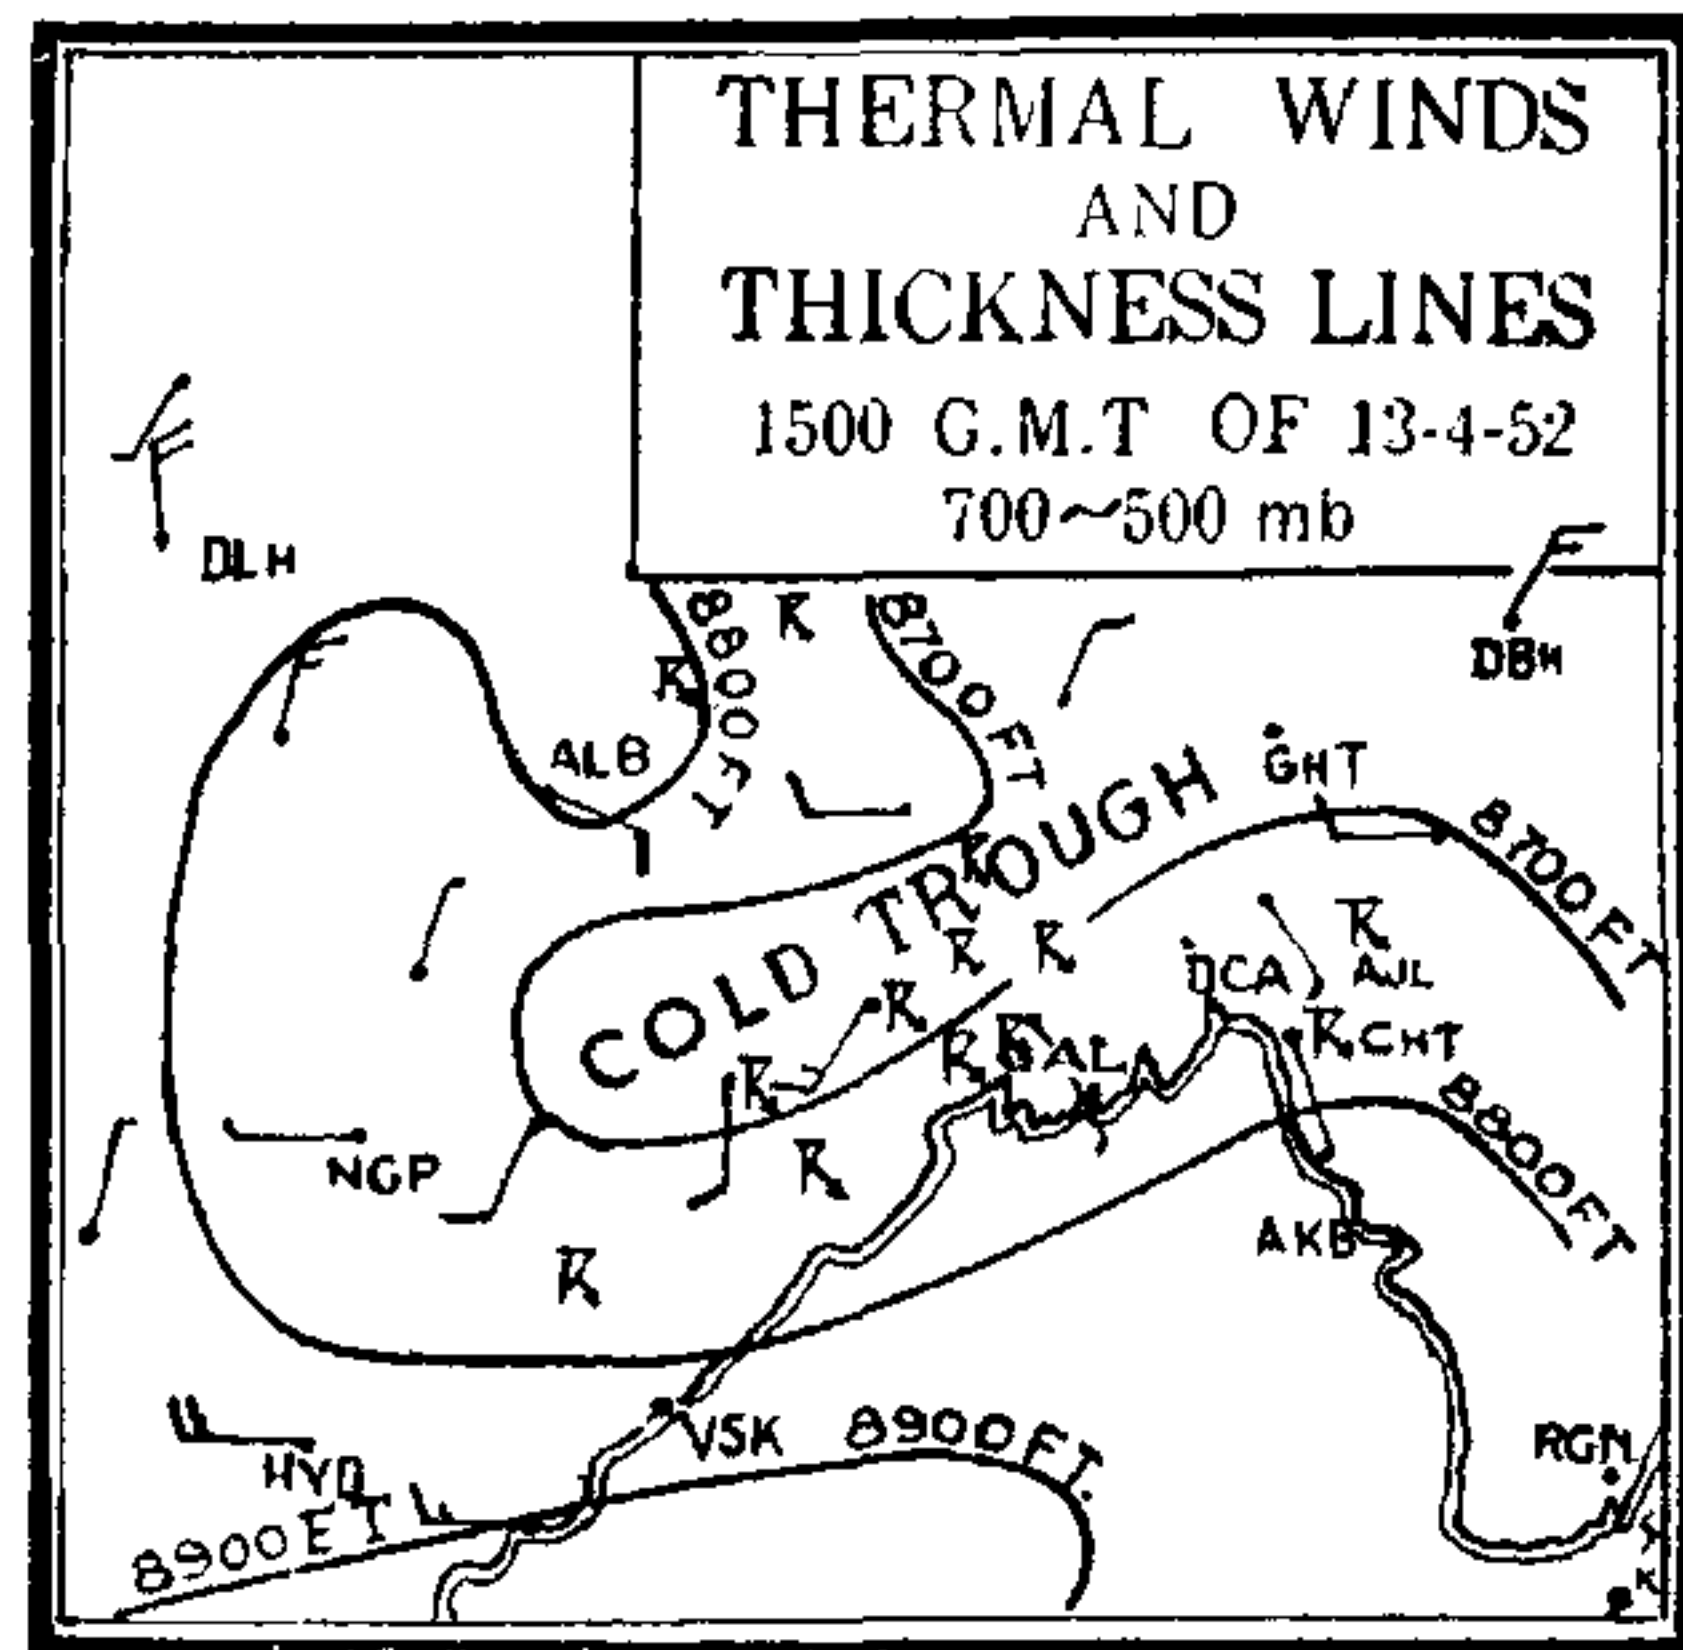 THERMAL WINDS
AND
THICKNESS LINES
1500 G.M.T OF 13-4-52
700~500 mb
DLH
DBH
8800FT
8700FT
ALB
GHT
8700FT
COLD TROUGH
DCA
AJL
CHT
8800FT
NGP
AKB
VSK
8900FT.
RGN
HYD
8900FT